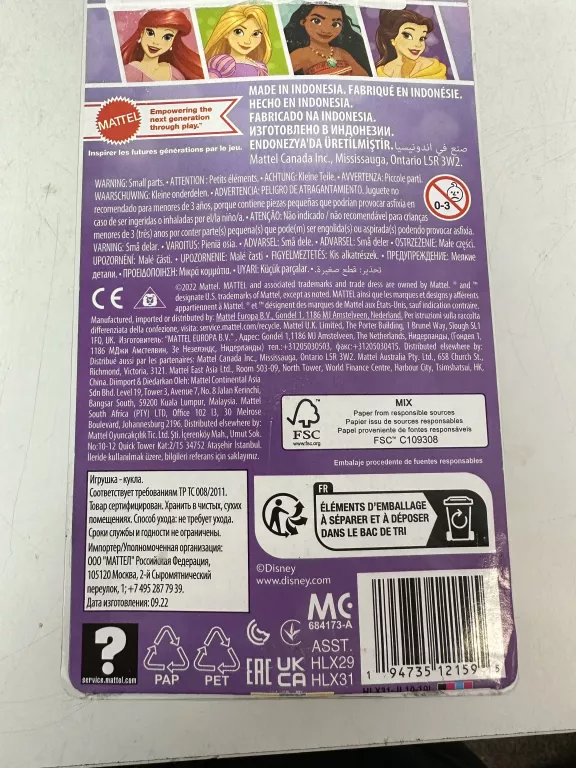 MADE IN INDONESIA. FABRIQUÉ EN INDONÉSIE.
HECHO EN INDONESIA.
FABRICADO NA INDONESIA.
ИЗГОТОВЛЕНО В ИНДОНЕЗИИ.
ENDONEZYA'DA ÜRETİLMİŞTİR. صنع في اندونيسيا
Mattel Canada Inc., Mississauga, Ontario L5R 3W2.
MATTEL
Empowering the
next generation
through play.™
Inspirer les futures générations par le jeu.
WARNING: Small parts. • ATTENTION : Petits éléments. • ACHTUNG: Kleine Teile. • AVVERTENZA: Piccole parti.
WAARSCHUWING: Kleine onderdelen. • ADVERTENCIA: PELIGRO DE ATRAGANTAMIENTO. Juguete no
recomendado para menores de 3 años, porque contiene piezas pequeñas que podrían provocar asfixia en
caso de ser ingeridas o inhaladas por el/la niño/a. • ATENÇÃO: Não indicado / não recomendável para crianças
menores de 3 (três) anos por conter parte(s) pequena(s) que pode(m) ser engolida(s) ou aspirada(s) podendo provocar asfixia.
VARNING: Små delar. • VAROITUS: Pieniä osia. • ADVARSEL: Små dele. • ADVARSEL: Små deler • OSTRZEŻENIE: Małe części.
UPOZORNĚNÍ: Malé části. • UPOZORNENIE: Malé časti • FIGYELMEZTETÉS: Kis alkatrészek. • ПРЕДУПРЕЖДЕНИЕ: Мелкие
детали. • ΠΡΟΕΙΔΟΠΟΙΗΣΗ: Μικρά κομμάτια. • UYARI: Küçük parçalar. • تحذير: قطع صغيرة.
0-3
CE
©2022 Mattel. MATTEL and associated trademarks and trade dress are owned by Mattel. ® and ™
designate U.S. trademarks of Mattel, except as noted. MATTEL ainsi que les marques et designs y afférents
appartiennent à Mattel. ® et ™ désignent des marques de Mattel aux États-Unis, sauf indication contraire.
Manufactured, imported or distributed by: Mattel Europa B.V., Gondel 1, 1186 MJ Amstelveen, Nederland. Per istruzioni sulla raccolta
differenziata della confezione, visita: service.mattel.com/recycle. Mattel U.K. Limited, The Porter Building, 1 Brunel Way, Slough SL1
1FQ, UK. Изготовитель: "MATTEL EUROPA B.V." , Адрес: Gondel 1,1186 MJ Amstelveen, The Netherlands, Нидерланды, (Гондел 1,
1186 МДжи Амстелвин, Зе Незеландс, Нидерланды) тел.:+31205030503, факс:+31205030415. Distributed elsewhere by:
Distribué aussi par les partenaires: Mattel Canada Inc., Mississauga, Ontario L5R 3W2. Mattel Australia Pty. Ltd., 658 Church St.,
Richmond, Victoria, 3121. Mattel East Asia Ltd., Room 503-09, North Tower, World Finance Centre, Harbour City, Tsimshatsui, HK,
China. Diimport & Diedarkan Oleh: Mattel Continental Asia
Sdn Bhd. Level 19, Tower 3, Avenue 7, No. 8 Jalan Kerinchi,
Bangsar South, 59200 Kuala Lumpur, Malaysia. Mattel
South Africa (PTY) LTD, Office 102 I3, 30 Melrose
Boulevard, Johannesburg 2196. Distributed elsewhere by:
Mattel Oyuncakçılık Tic. Ltd. Şti. İçerenköy Mah., Umut Sok.
No:10-12 Quick Tower Kat:2/15 34752 Ataşehir İstanbul.
İleride kullanılmak üzere, bilgileri referans için saklayınız.
FSC
www.fsc.org
MIX
Paper from responsible sources
Papier issu de sources responsables
Papel proveniente de fontes responsáveis
FSC™ C109308
Embalaje procedente de fuentes responsables
Игрушка - кукла.
Соответствует требованиям ТР ТС 008/2011.
Товар сертифицирован. Хранить в чистых, сухих
помещениях. Способ ухода: не требует ухода.
Сроки службы и годности не ограничены.
Импортер/Уполномоченная организация:
ООО "МАТТЕЛ" Российская Федерация,
105120 Москва, 2-й Сыромятнический
переулок, 1; +7 495 287 79 39.
Дата изготовления: 09.22
FR
ÉLÉMENTS D'EMBALLAGE
À SÉPARER ET À DÉPOSER
DANS LE BAC DE TRI
©Disney
www.disney.com
MC
684173-A
?
service.mattel.com
PAP
PET
EAC
UK
CA
ASST.
HLX29
HLX31
1 94735 12159 5